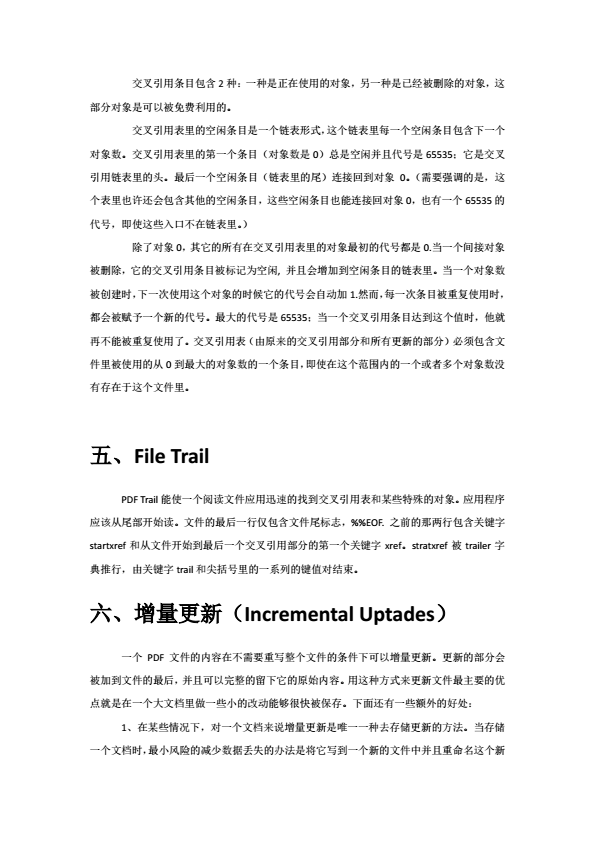 交叉引用条目包含 2 种：一种是正在使用的对象，另一种是已经被删除的对象，这
部分对象是可以被免费利用的。
交叉引用表里的空闲条目是一个链表形式，这个链表里每一个空闲条目包含下一个
对象数。交叉引用表里的第一个条目（对象数是 0）总是空闲并且代号是 65535；它是交叉
引用链表里的头。最后一个空闲条目（链表里的尾）连接回到对象 0。（需要强调的是，这
个表里也许还会包含其他的空闲条目，这些空闲条目也能连接回对象 0，也有一个 65535 的
代号，即使这些入口不在链表里。）
除了对象 0，其它的所有在交叉引用表里的对象最初的代号都是 0.当一个间接对象
被删除，它的交叉引用条目被标记为空闲, 并且会增加到空闲条目的链表里。当一个对象数
被创建时，下一次使用这个对象的时候它的代号会自动加 1.然而，每一次条目被重复使用时，
都会被赋予一个新的代号。最大的代号是 65535；当一个交叉引用条目达到这个值时，他就
再不能被重复使用了。交叉引用表（由原来的交叉引用部分和所有更新的部分）必须包含文
件里被使用的从 0 到最大的对象数的一个条目，即使在这个范围内的一个或者多个对象数没
有存在于这个文件里。
五、File Trail
PDF Trail 能使一个阅读文件应用迅速的找到交叉引用表和某些特殊的对象。应用程序
应该从尾部开始读。文件的最后一行仅包含文件尾标志，%%EOF. 之前的那两行包含关键字
startxref 和从文件开始到最后一个交叉引用部分的第一个关键字 xref。stratxref 被 trailer 字
典推行，由关键字 trail 和尖括号里的一系列的键值对结束。
六、增量更新（Incremental Uptades）
一个 PDF 文件的内容在不需要重写整个文件的条件下可以增量更新。更新的部分会
被加到文件的最后，并且可以完整的留下它的原始内容。用这种方式来更新文件最主要的优
点就是在一个大文档里做一些小的改动能够很快被保存。下面还有一些额外的好处：
1、在某些情况下，对一个文档来说增量更新是唯一一种去存储更新的方法。当存储
一个文档时，最小风险的减少数据丢失的办法是将它写到一个新的文件中并且重命名这个新